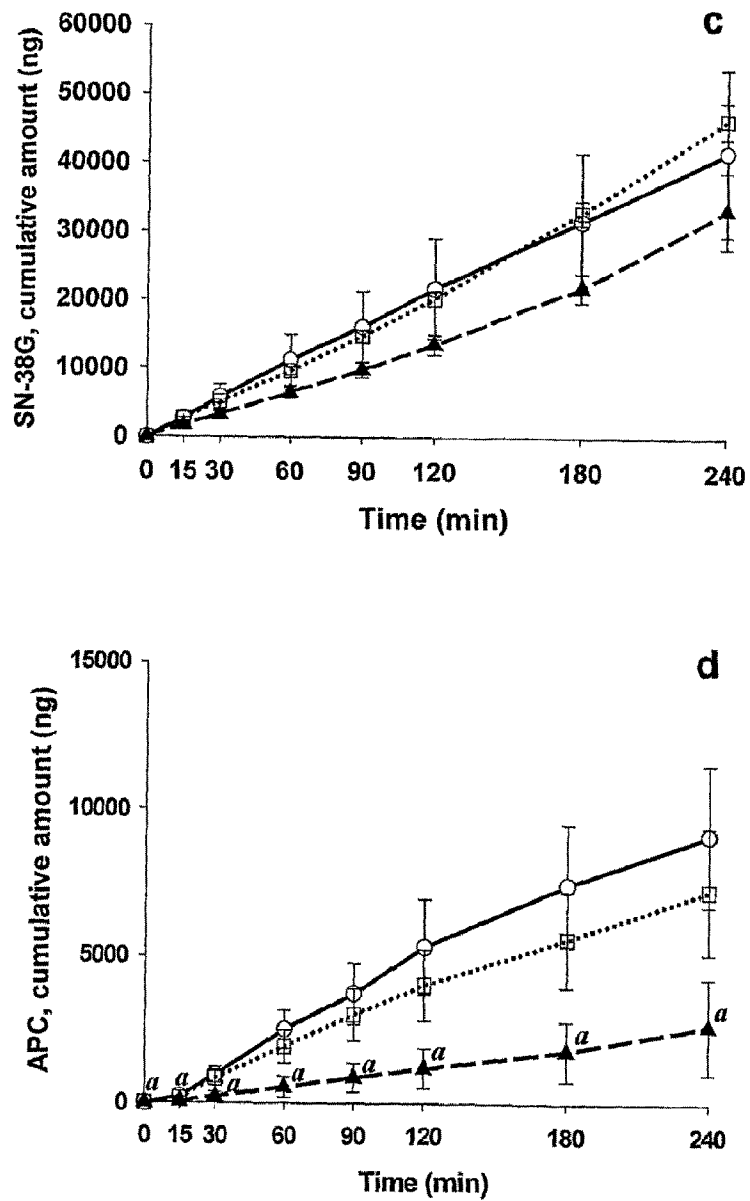 c
SN-38G, cumulative amount (ng)
60000
50000
40000
30000
20000
10000
0
0 15 30 60 90 120 180 240
Time (min)
d
APC, cumulative amount (ng)
15000
10000
5000
0
a a a a a a a a
0 15 30 60 90 120 180 240
Time (min)